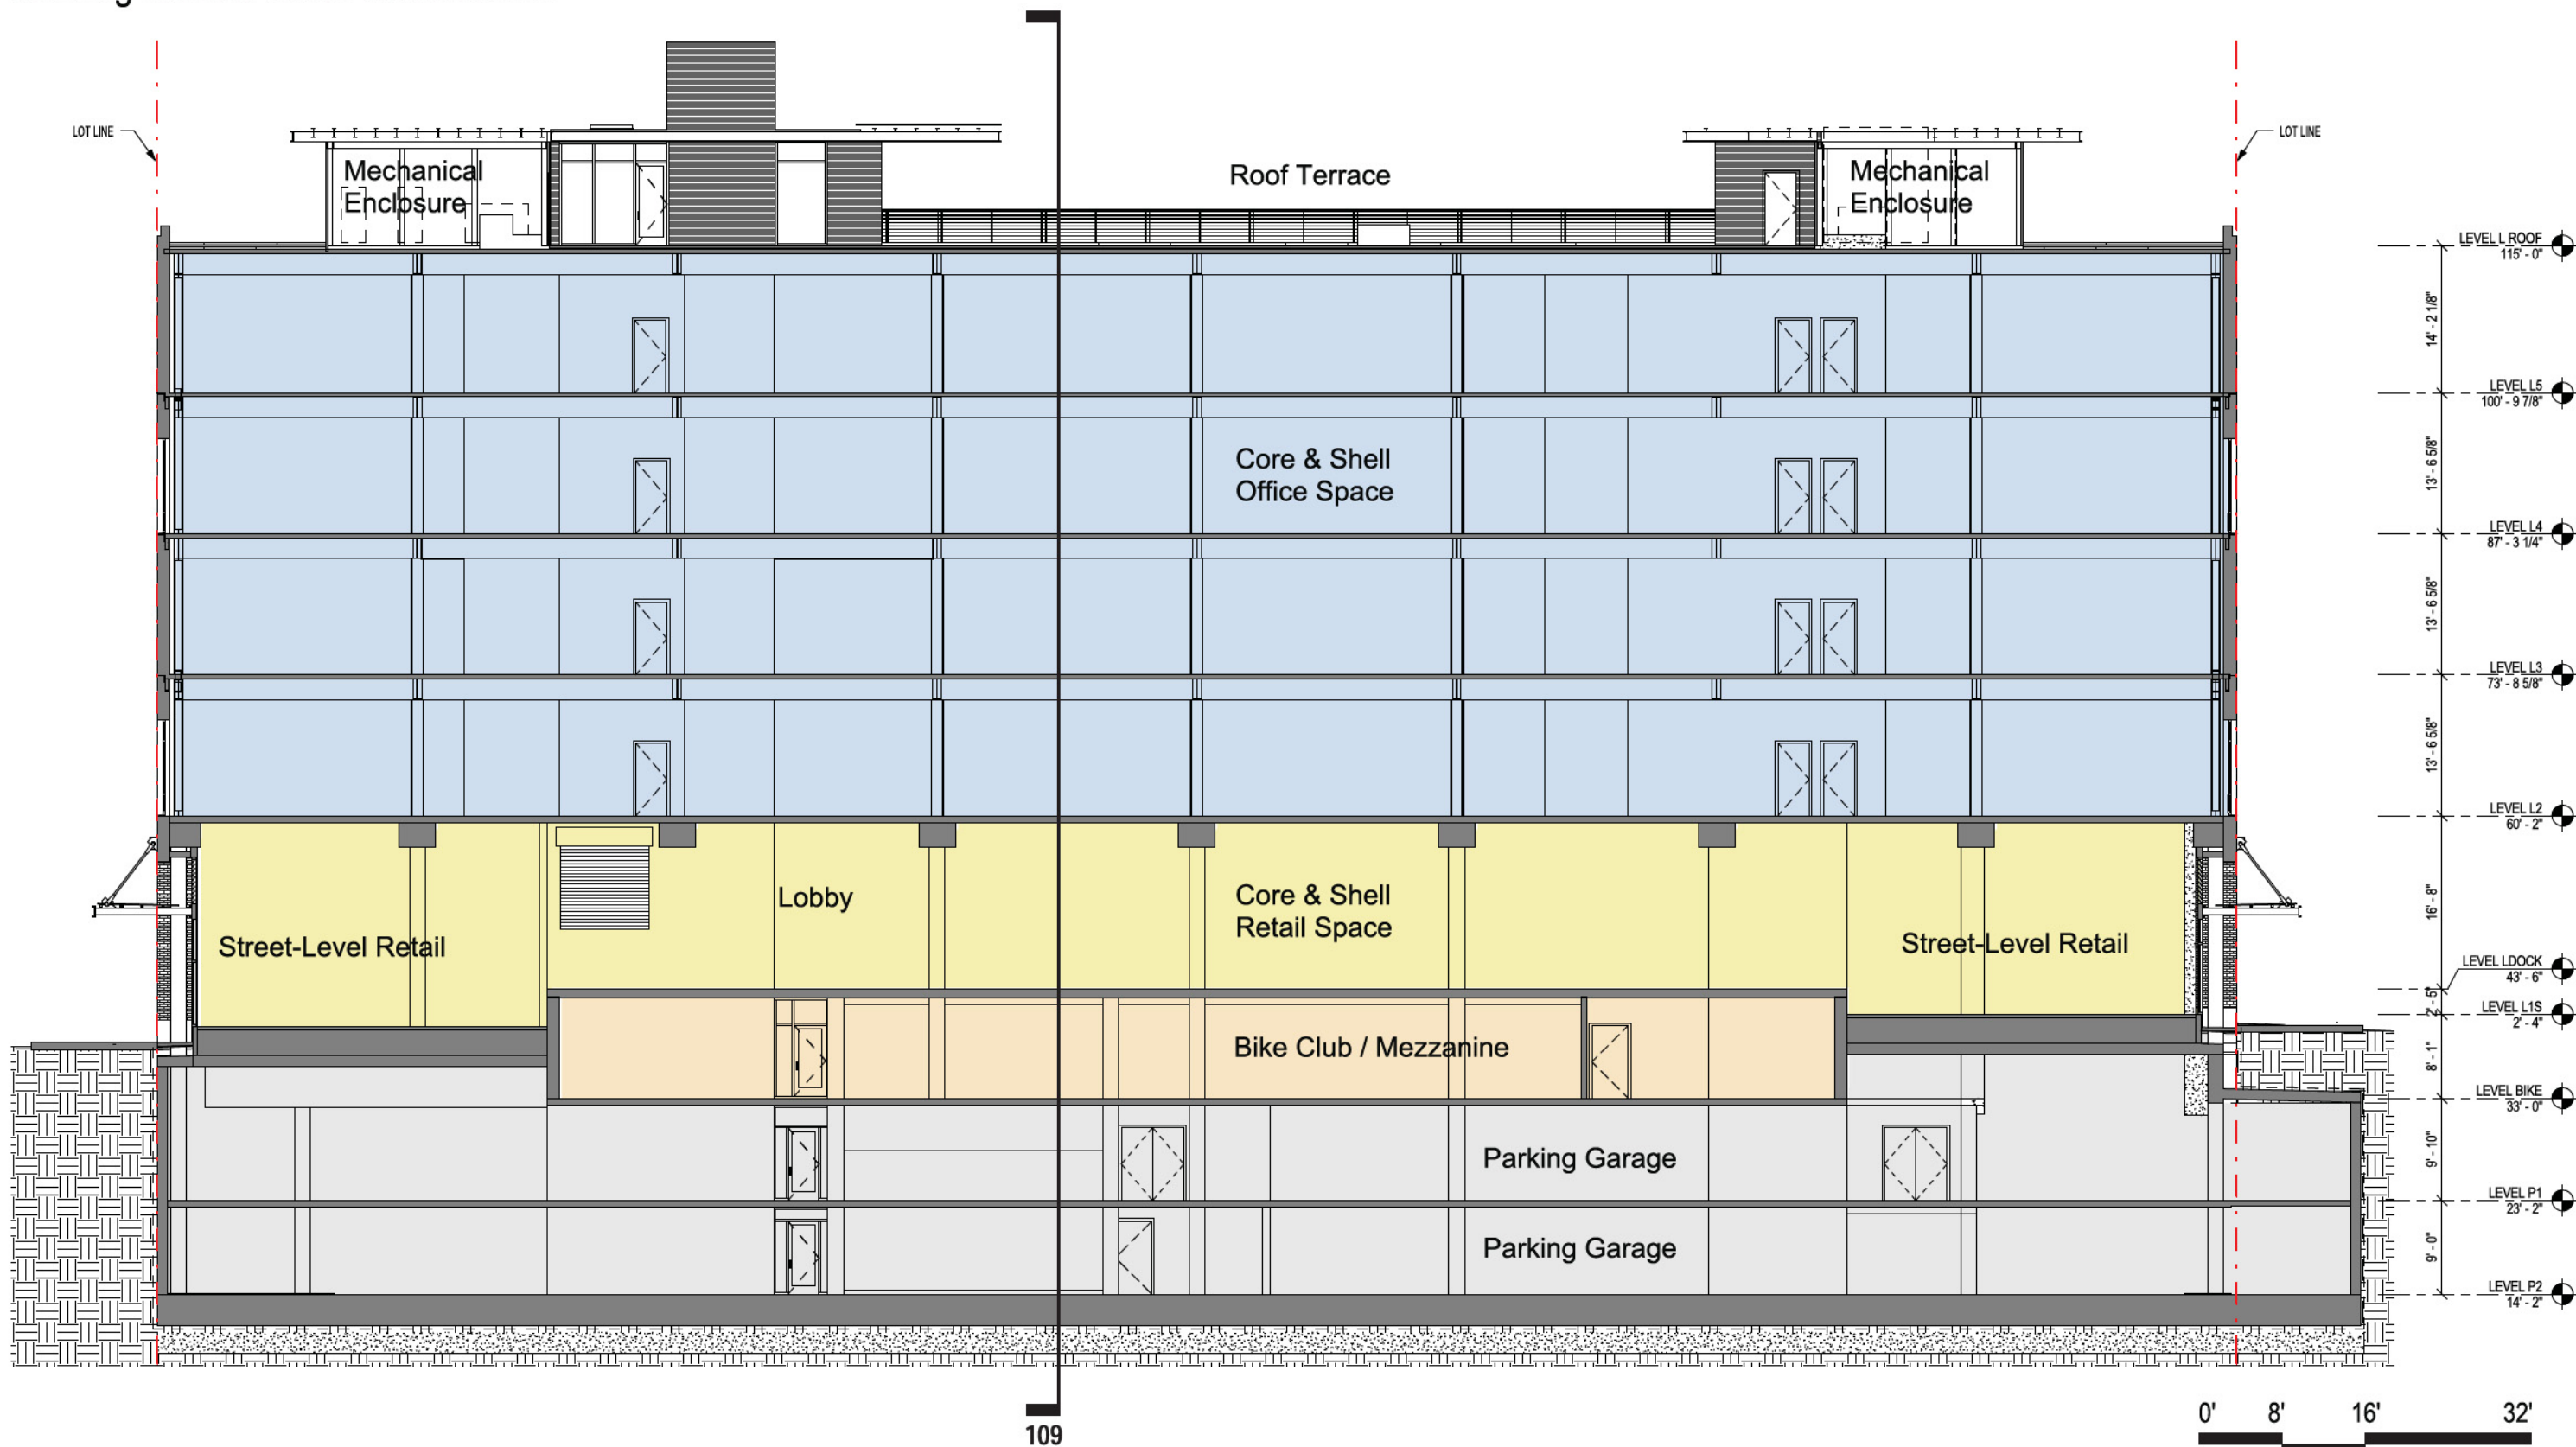 LOT LINE
LOT LINE
Mechanical
Enclosure
Roof Terrace
Mechanical
Enclosure
LEVEL L ROOF
115' - 0"
14' - 2 1/8"
LEVEL L5
100' - 9 7/8"
Core & Shell
Office Space
13' - 6 5/8"
LEVEL L4
87' - 3 1/4"
13' - 6 5/8"
LEVEL L3
73' - 8 5/8"
13' - 6 5/8"
LEVEL L2
60' - 2"
Lobby
Core & Shell
Retail Space
16' - 8"
Street-Level Retail
Street-Level Retail
LEVEL LDOCK
43' - 6"
2' - 5"
LEVEL L1S
2' - 4"
Bike Club / Mezzanine
8' - 1"
LEVEL BIKE
33' - 0"
Parking Garage
9' - 10"
LEVEL P1
23' - 2"
Parking Garage
9' - 0"
LEVEL P2
14' - 2"
0' 8' 16' 32'
109